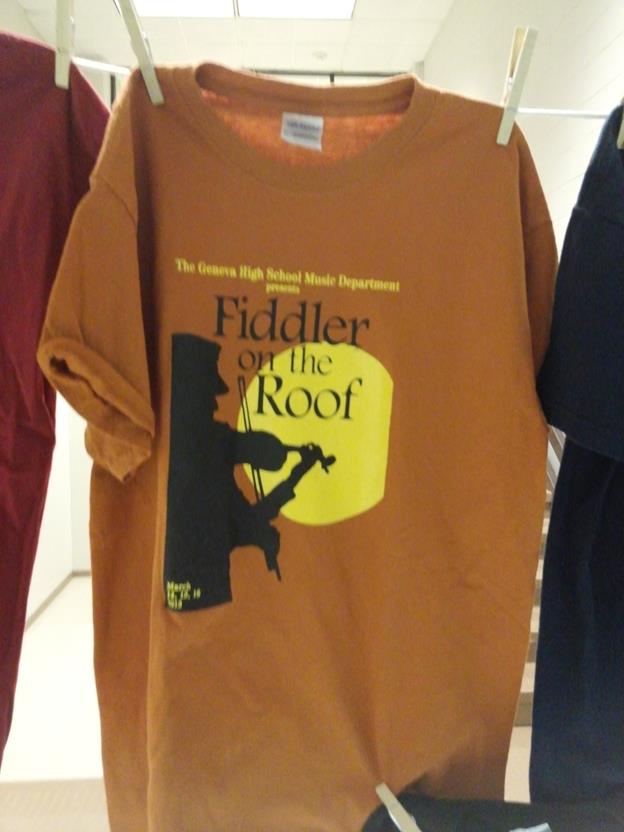 The Geneva High School Music Department
presents
Fiddler
on the
Roof
March